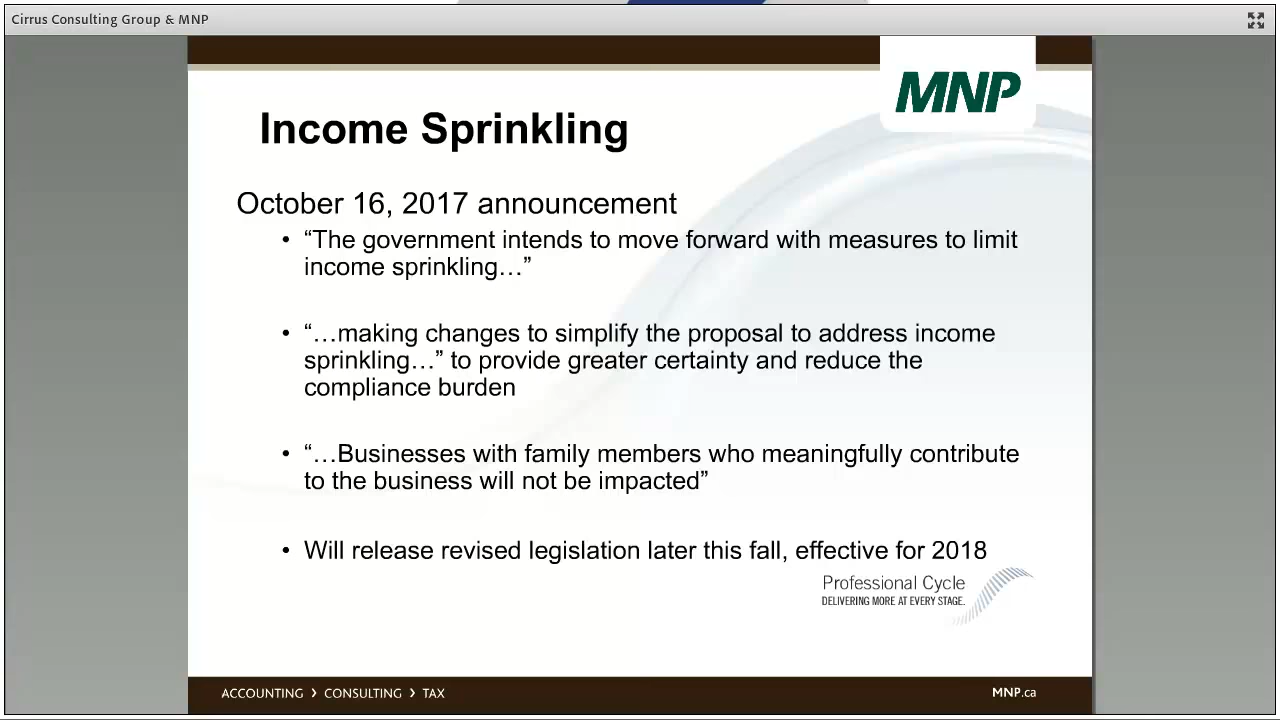 Cirrus Consulting Group & MNP
MNP
Income Sprinkling
October 16, 2017 announcement
• “The government intends to move forward with measures to limit
income sprinkling…”
• “…making changes to simplify the proposal to address income
sprinkling…” to provide greater certainty and reduce the
compliance burden
• “…Businesses with family members who meaningfully contribute
to the business will not be impacted”
• Will release revised legislation later this fall, effective for 2018
Professional Cycle
DELIVERING MORE AT EVERY STAGE.
ACCOUNTING › CONSULTING › TAX
MNP.ca